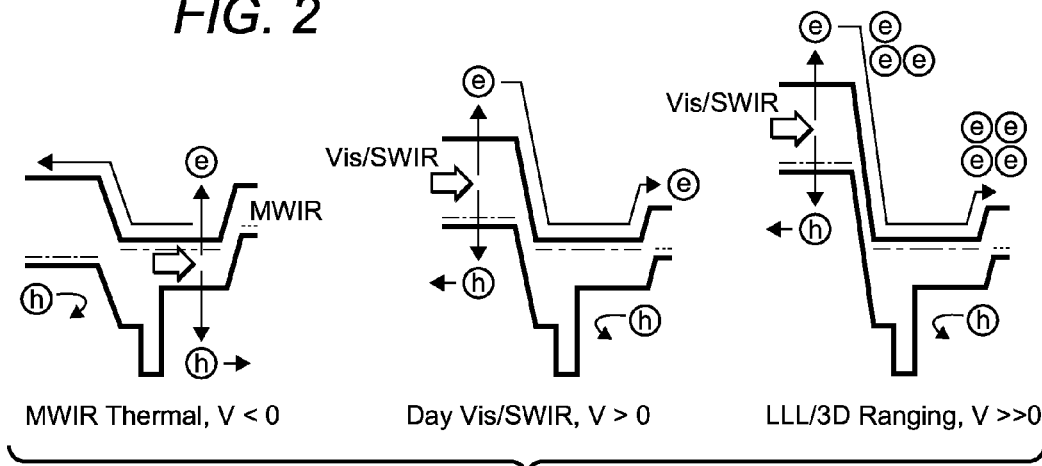 FIG. 2
e
MWIR
h
h
MWIR Thermal, V < 0
e
Vis/SWIR
e
h
h
Day Vis/SWIR, V > 0
e
e
e e
Vis/SWIR
e e
e e
h
h
LLL/3D Ranging, V >>0